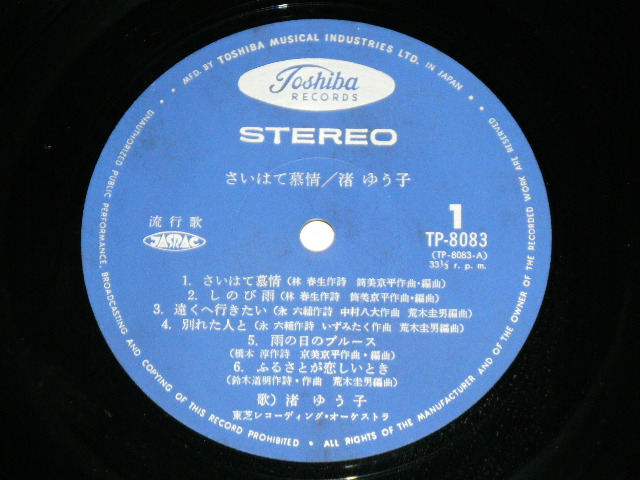 • MFD. BY TOSHIBA MUSICAL INDUSTRIES LTD. IN JAPAN •
Toshiba
RECORDS
STEREO
さいはて慕情／渚 ゆう子
流行歌
JASRAC
1
TP-8083
(TP-8083-A)
33⅓ r. p. m.
1. さいはて慕情 (林 春生作詩 筒美京平作曲・編曲)
2. しのび雨 (林 春生作詩 筒美京平作曲・編曲)
3. 遠くへ行きたい (永 六輔作詩 中村八大作曲 荒木圭男編曲)
4. 別れた人と (永 六輔作詩 いずみたく作曲 荒木圭男編曲)
5. 雨の日のブルース
(橋本 淳作詩 京美京平作曲・編曲)
6. ふるさとが恋しいとき
(鈴木道明作詩・作曲 荒木圭男編曲)
歌) 渚 ゆう子
東芝レコーディング・オーケストラ
UNAUTHORIZED PUBLIC PERFORMANCE, BROADCASTING AND COPYING OF THIS RECORD PROHIBITED • ALL RIGHTS OF THE MANUFACTURER AND OF THE OWNER OF THE RECORDED WORK ARE RESERVED